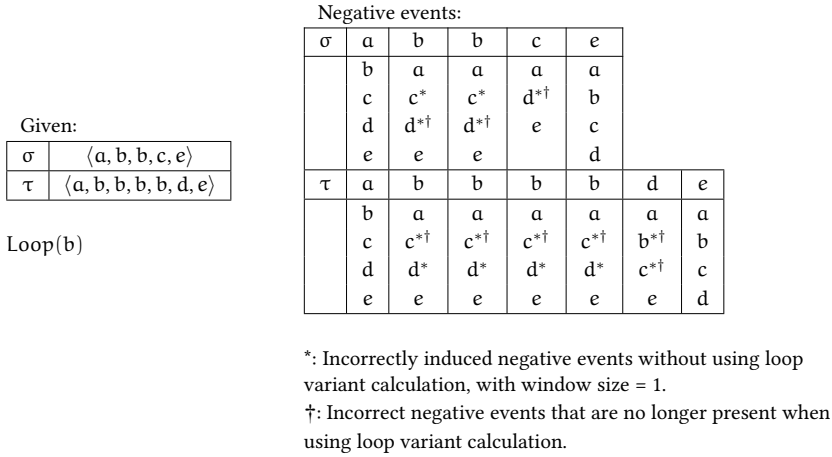 Negative events:
σ a b b c e
b a a a a
c c* c* d*† b
d d*† d*† e c
e e e d
τ a b b b b d e
b a a a a a a
c c*† c*† c*† c*† b*† b
d d* d* d* d* c*† c
e e e e e e d
Given:
σ ⟨a, b, b, c, e⟩
τ ⟨a, b, b, b, b, d, e⟩
Loop(b)
*: Incorrectly induced negative events without using loop
variant calculation, with window size = 1.
†: Incorrect negative events that are no longer present when
using loop variant calculation.